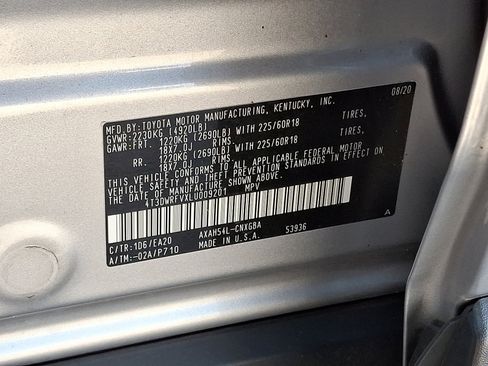 MFD.BY:TOYOTA MOTOR MANUFACTURING, KENTUCKY, INC. 08/20
GVWR:2230KG (4920LB)
GAWR:FRT. 1220KG (2690LB) WITH 225/60R18 TIRES,
18X7.0J RIMS.
RR. 1220KG (2690LB) WITH 225/60R18 TIRES,
18X7.0J RIMS.
THIS VEHICLE CONFORMS TO ALL APPLICABLE FEDERAL MOTOR
VEHICLE SAFETY AND THEFT PREVENTION STANDARDS IN EFFECT ON
THE DATE OF MANUFACTURE SHOWN ABOVE.
4T3DWRFVXLU009201 MPV
A
C/TR:1D6/EA20 AXAH54L-CNXGBA 53936
A/TM:-02A/P710 MADE IN U.S.A.